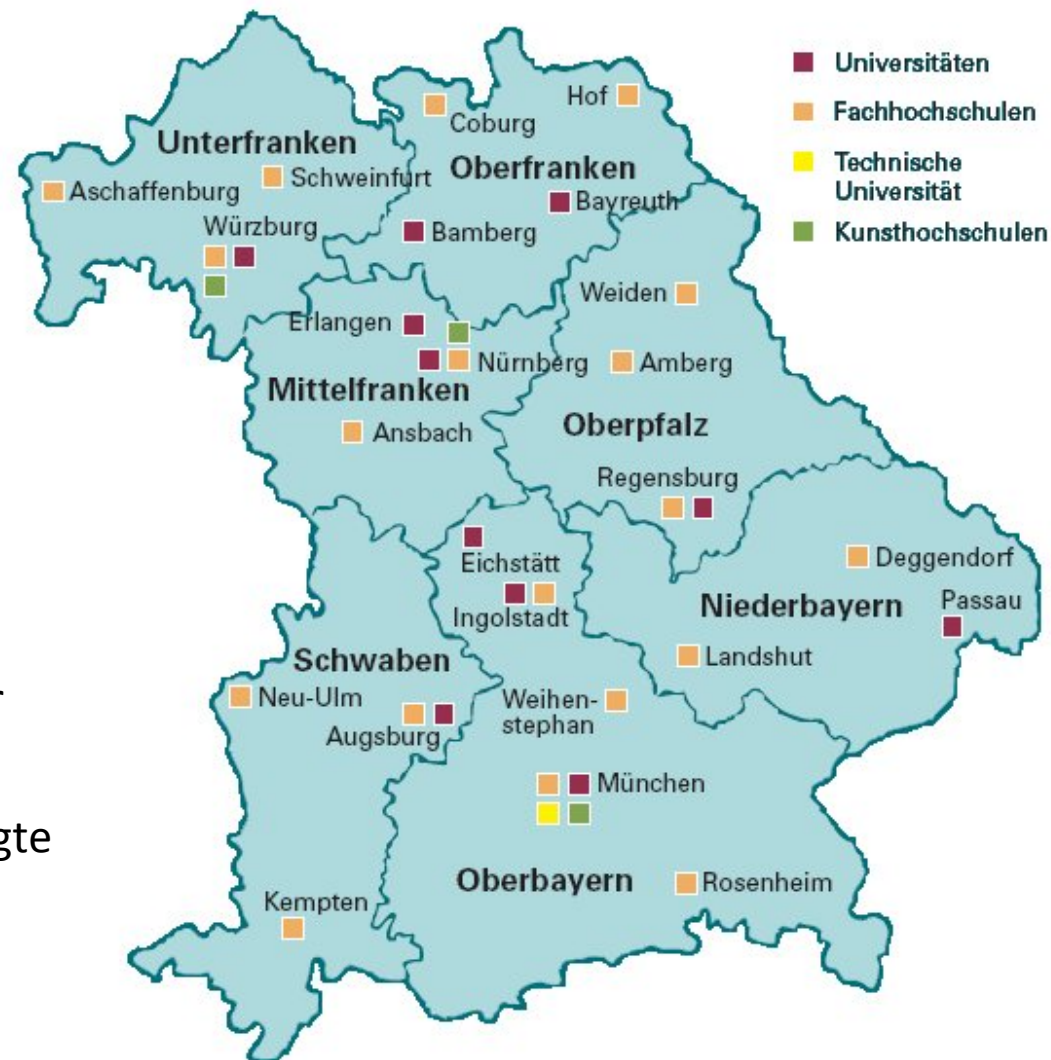 Universitäten
Fachhochschulen
Technische
Universität
Kunsthochschulen
Hof
Coburg
Unterfranken
Oberfranken
Schweinfurt
Aschaffenburg
Bayreuth
Würzburg
Bamberg
Weiden
Erlangen
Nürnberg
Amberg
Mittelfranken
Oberpfalz
Ansbach
Regensburg
Eichstätt
Deggendorf
Ingolstadt
Niederbayern
Passau
Schwaben
Landshut
Neu-Ulm
Weihen-
stephan
Augsburg
München
gte
Oberbayern
Rosenheim
Kempten